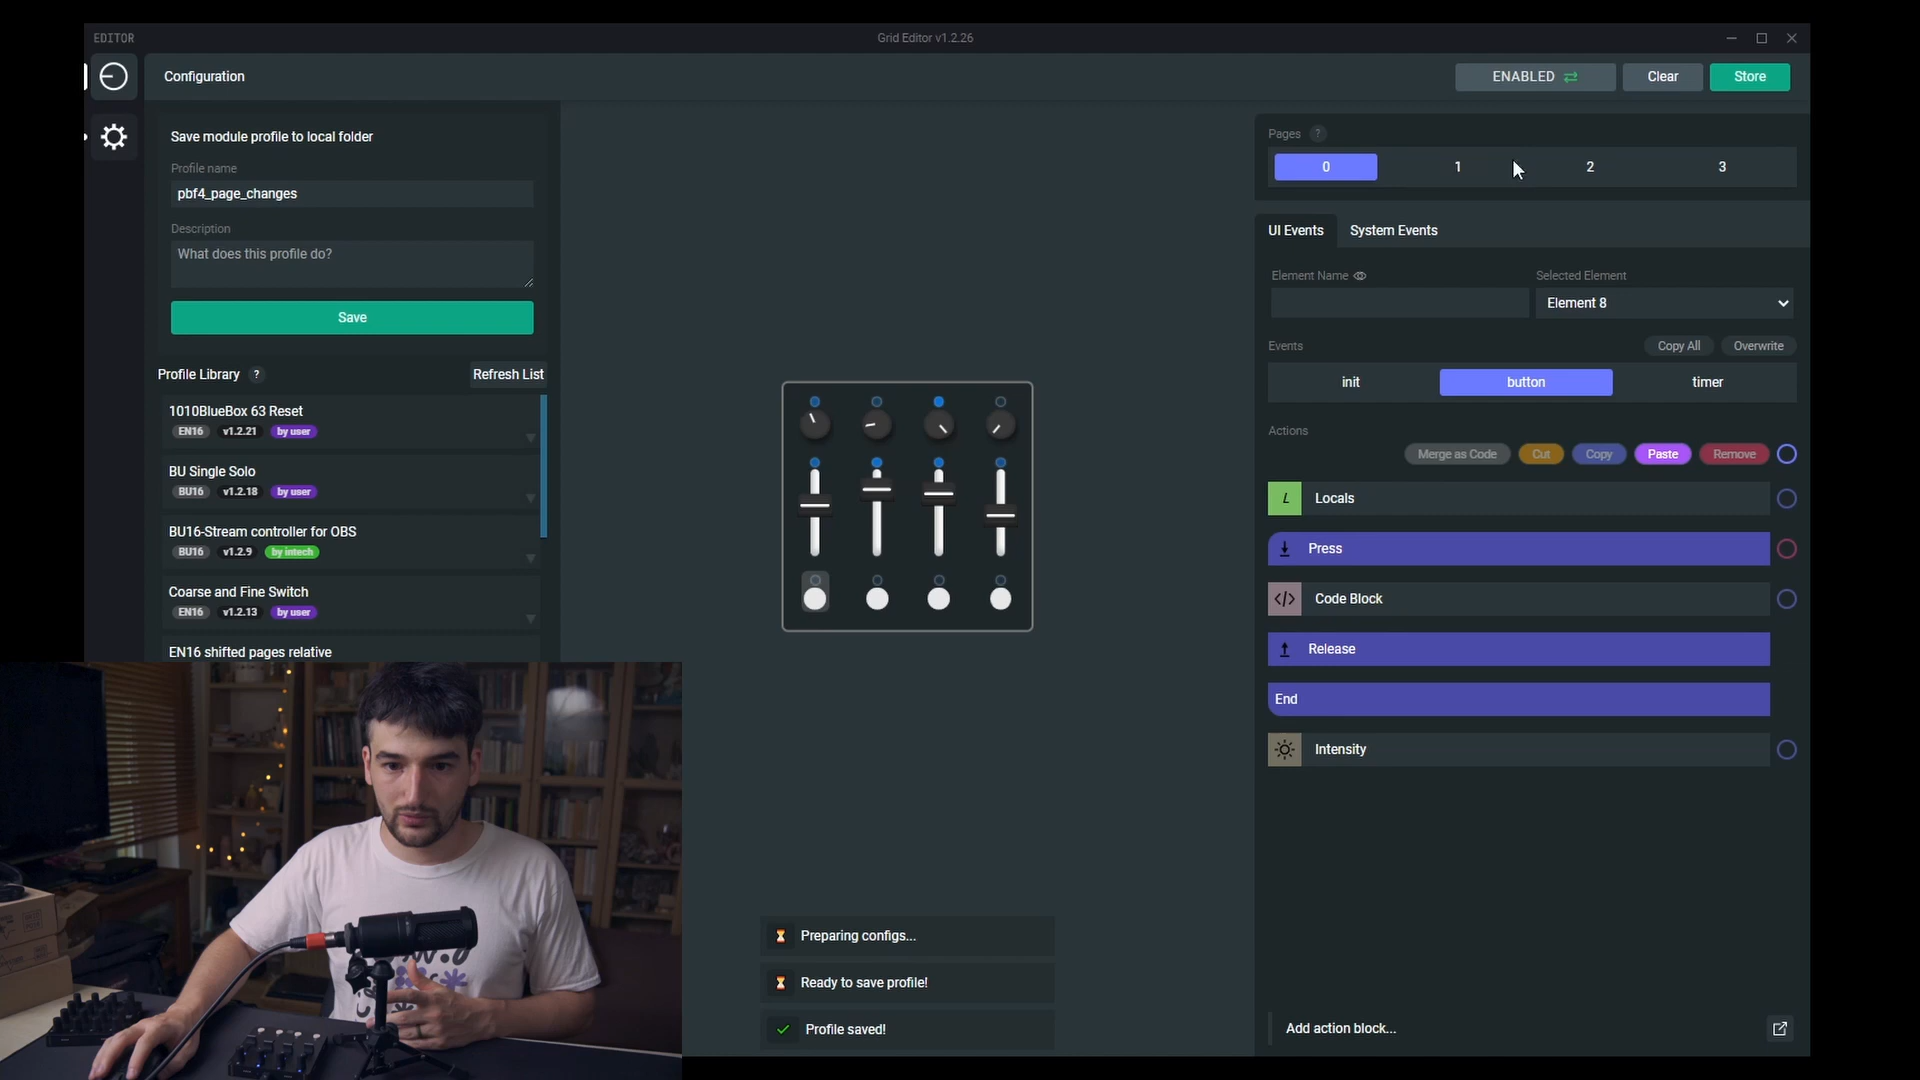 EDITOR
Grid Editor v1.2.26
Configuration
ENABLED
Clear
Store
Save module profile to local folder
Profile name
pbf4_page_changes
Description
What does this profile do?
Save
Profile Library ?
Refresh List
1010BlueBox 63 Reset
EN16 v1.2.21 by user
BU Single Solo
BU16 v1.2.18 by user
BU16-Stream controller for OBS
BU16 v1.2.9 by intech
Coarse and Fine Switch
EN16 v1.2.13 by user
EN16 shifted pages relative
Preparing configs...
Ready to save profile!
Profile saved!
Pages ?
0 1 2 3
UI Events System Events
Element Name
Selected Element
Element 8
Events
Copy All
Overwrite
init button timer
Actions
Merge as Code Cut Copy Paste Remove
L Locals
Press
</> Code Block
Release
End
Intensity
Add action block...